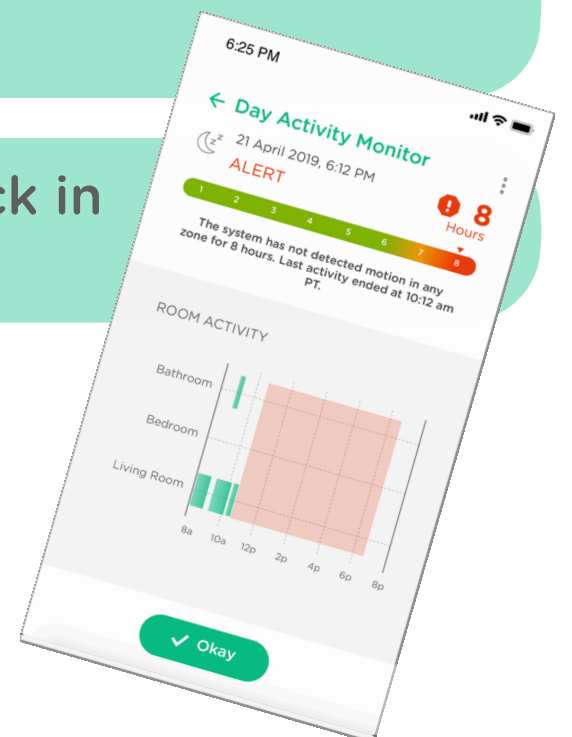 ck in
6:25 PM
Day Activity Monitor
21 April 2019, 6:12 PM
ALERT
8
Hours
1 2 3 4 5 6 7 8
The system has not detected motion in any
zone for 8 hours. Last activity ended at 10:12 am
PT.
ROOM ACTIVITY
Bathroom
Bedroom
Living Room
8a 10a 12p 2p 4p 6p 8p
Okay